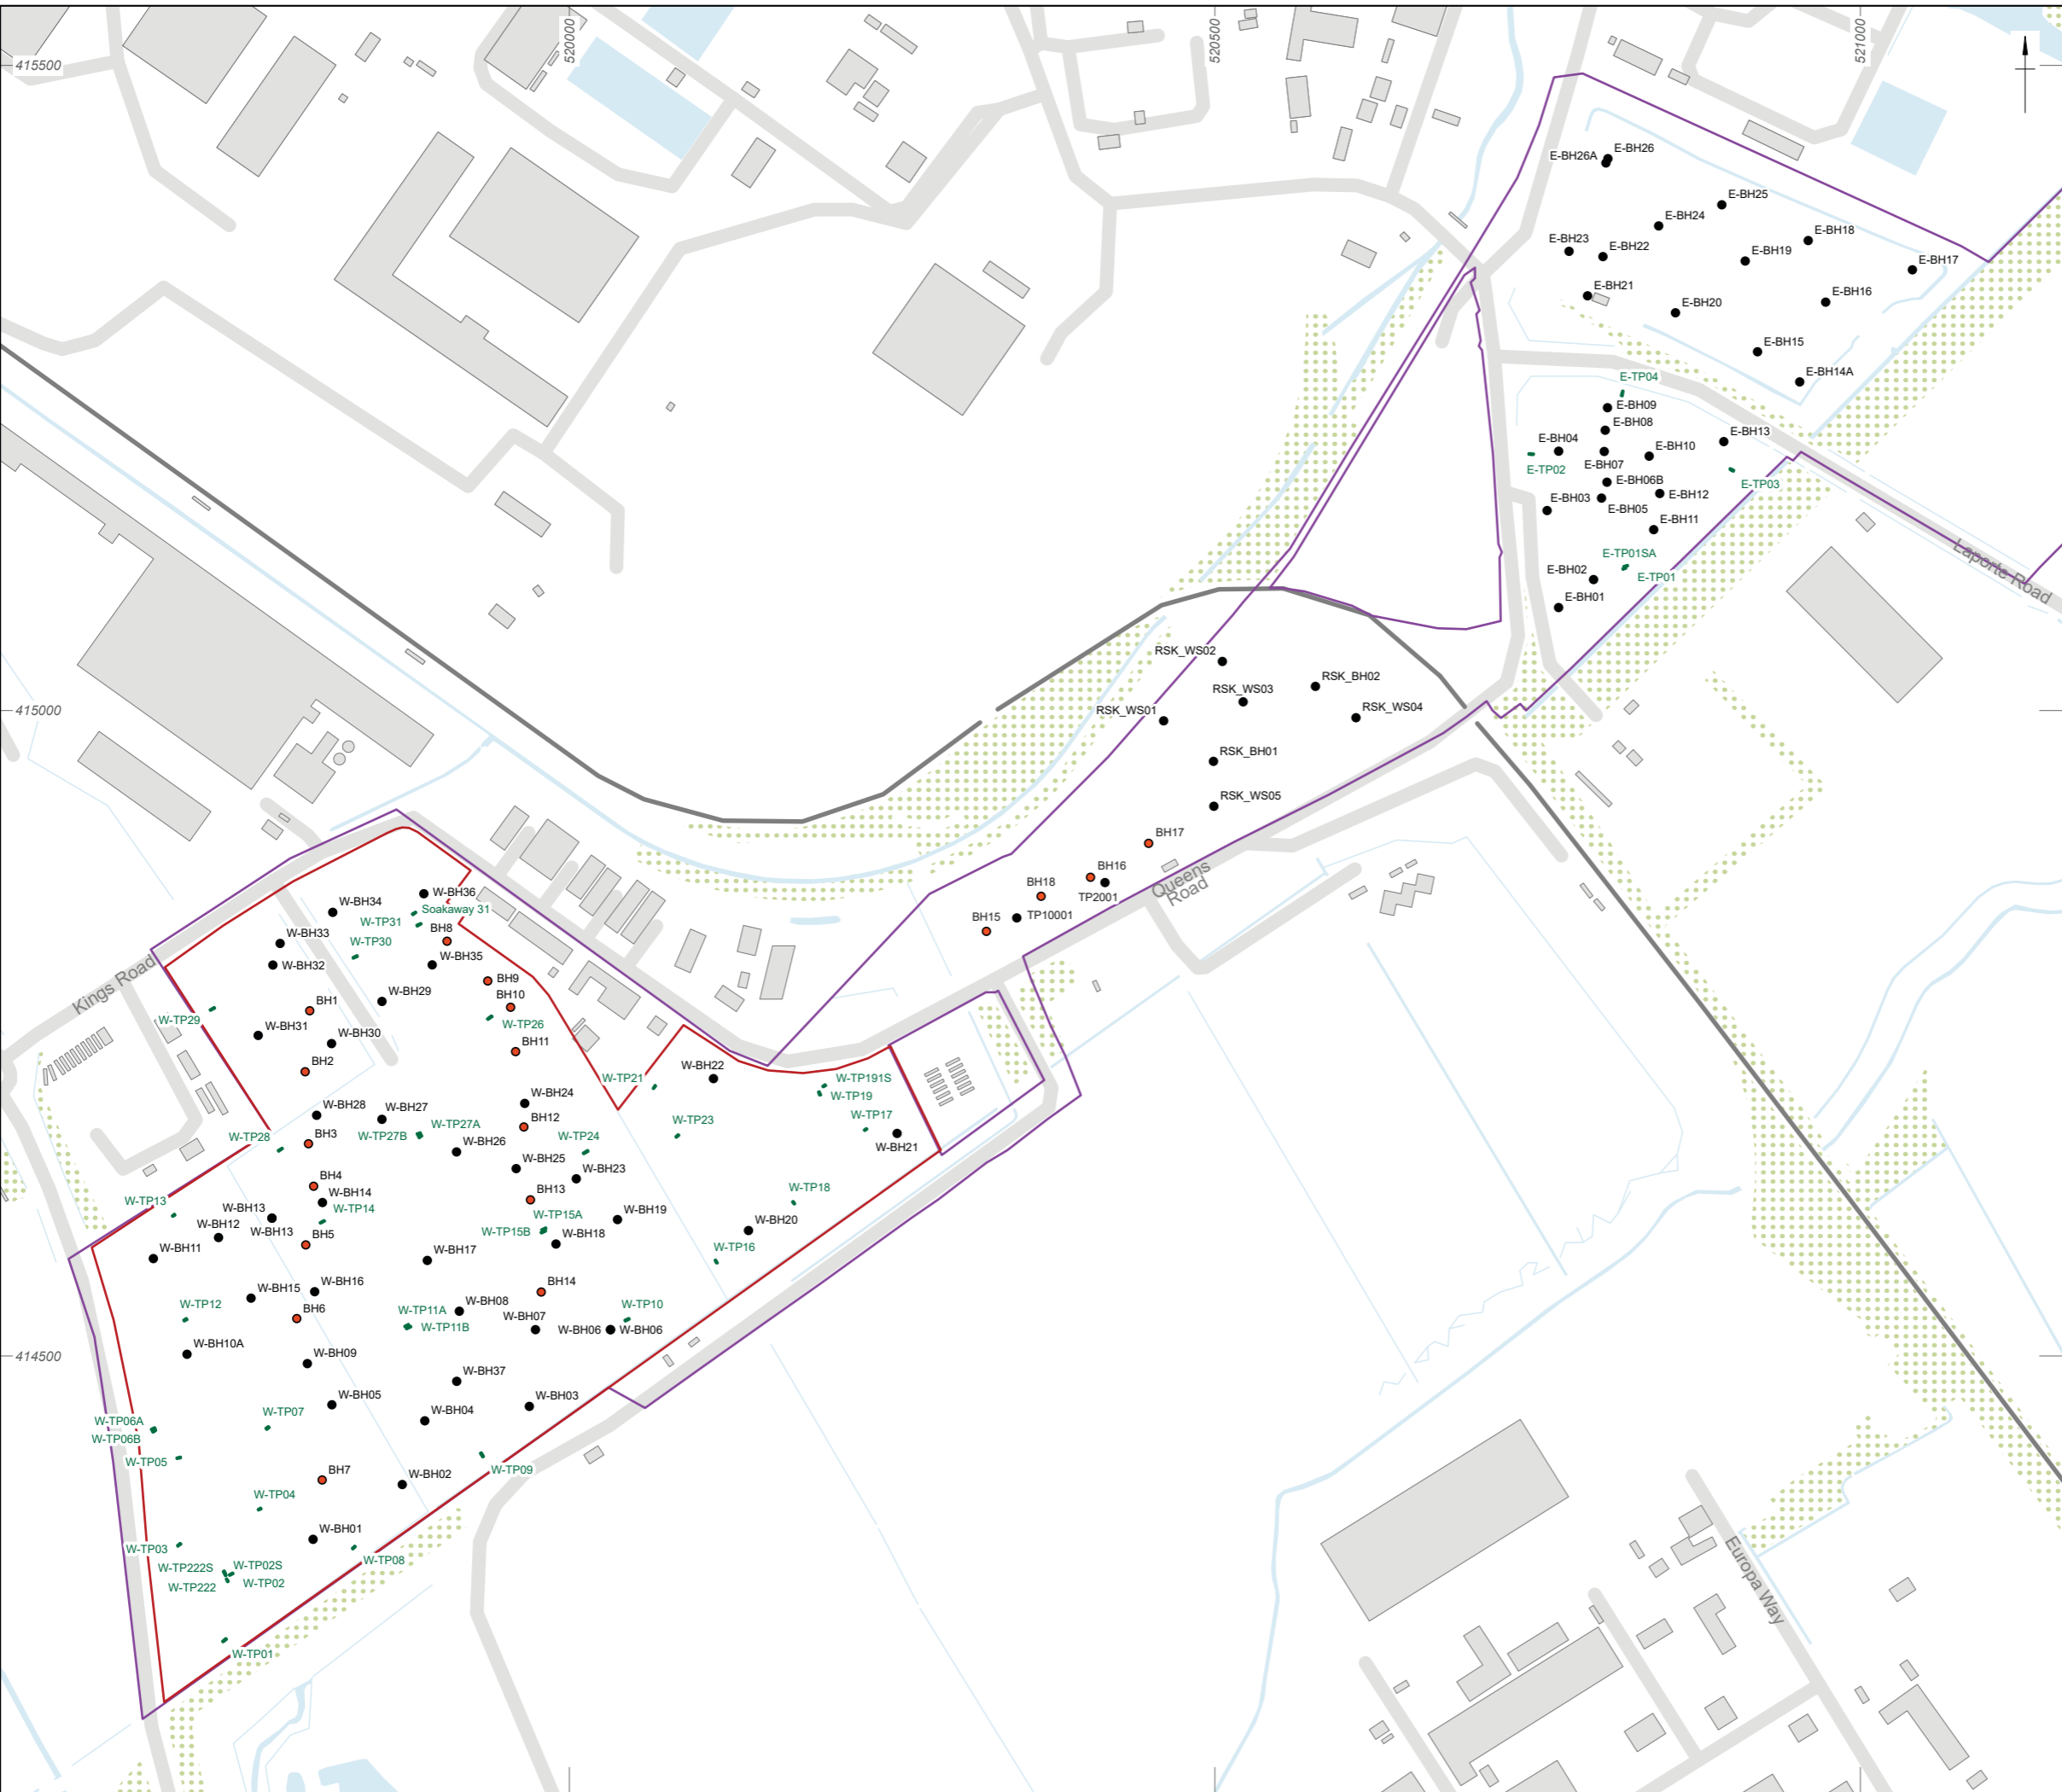 520000
520500
521000
415500
E-BH26
E-BH26A
E-BH25
E-BH24
E-BH18
E-BH23
E-BH22
E-BH19
E-BH17
E-BH21
E-BH16
E-BH20
E-BH15
E-BH14A
E-TP04
E-BH09
E-BH08
E-BH04
E-BH13
E-BH10
E-BH07
E-TP02
E-BH06B
E-TP03
E-BH12
E-BH03
E-BH05
E-BH11
E-TP01SA
E-BH02
E-TP01
Laporte Road
E-BH01
RSK_WS02
RSK_BH02
RSK_WS03
415000
RSK_WS01
RSK_WS04
RSK_BH01
RSK_WS05
BH17
BH16
Queens
Road
BH18
TP2001
BH15
TP10001
W-BH36
W-BH34
Soakaway 31
W-TP31
BH8
W-BH33
W-TP30
W-BH35
W-BH32
Kings Road
BH9
BH10
W-BH29
BH1
W-TP29
W-TP26
W-BH31
W-BH30
BH11
BH2
W-BH22
W-TP21
W-TP191S
W-TP19
W-BH24
W-BH28
W-BH27
W-TP17
BH12
W-TP23
W-TP27A
W-TP28
BH3
W-TP27B
W-TP24
W-BH26
W-BH21
W-BH25
W-BH23
BH4
W-TP18
W-BH14
BH13
W-TP13
W-BH13
W-TP14
W-TP15A
W-BH12
W-BH13
W-TP15B
W-BH19
W-BH20
BH5
W-BH18
W-BH11
W-BH17
W-TP16
W-BH16
BH14
W-BH15
W-TP12
W-TP11A
W-BH08
W-TP10
BH6
W-BH07
W-TP11B
W-BH06
W-BH06
W-BH10A
414500
W-BH09
W-BH37
W-BH05
W-BH03
W-TP07
W-BH04
W-TP06A
W-TP06B
W-TP05
W-TP09
BH7
W-BH02
W-TP04
W-BH01
W-TP03
W-TP08
W-TP222S
W-TP02S
W-TP222
W-TP02
W-TP01
Europa Way